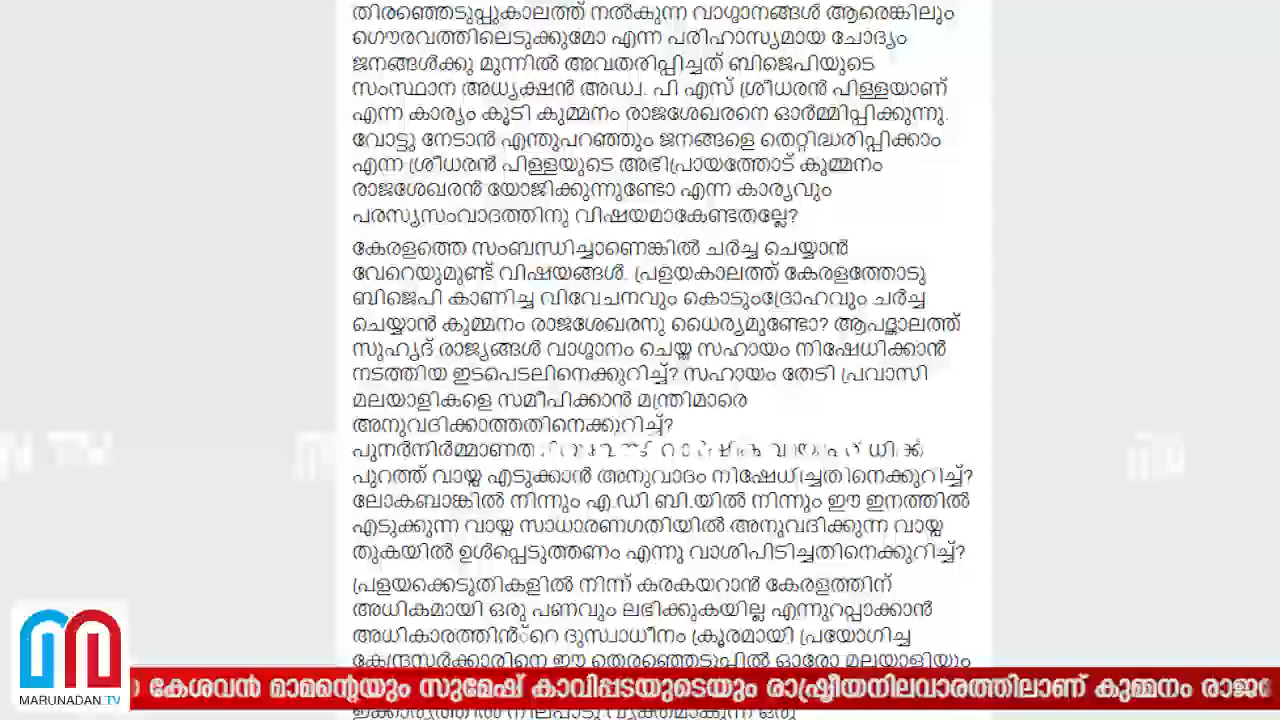 തിരഞ്ഞെടുപ്പുകാലത്ത് നൽകുന്ന വാഗ്ദാനങ്ങൾ ആരെങ്കിലും
ഗൌരവത്തിലെടുക്കുമോ എന്ന പരിഹാസ്യമായ ചോദ്യം
ജനങ്ങൾക്കു മുന്നിൽ അവതരിപ്പിച്ചത് ബിജെപിയുടെ
സംസ്ഥാന അധ്യക്ഷൻ അഡ്വ. പി എസ് ശ്രീധരൻ പിള്ളയാണ്
എന്ന കാര്യം കൂടി കുമ്മനം രാജശേഖരനെ ഓർമ്മിപ്പിക്കുന്നു.
വോട്ടു നേടാൻ എന്തുപറഞ്ഞും ജനങ്ങളെ തെറ്റിദ്ധരിപ്പിക്കാം
എന്ന ശ്രീധരൻ പിള്ളയുടെ അഭിപ്രായത്തോട് കുമ്മനം
രാജശേഖരൻ യോജിക്കുന്നുണ്ടോ എന്ന കാര്യവും
പരസ്യസംവാദത്തിനു വിഷയമാകേണ്ടതല്ലേ?
കേരളത്തെ സംബന്ധിച്ചാണെങ്കിൽ ചർച്ച ചെയ്യാൻ
വേറെയുമുണ്ട് വിഷയങ്ങൾ. പ്രളയകാലത്ത് കേരളത്തോടു
ബിജെപി കാണിച്ച വിവേചനവും കൊടുംദ്രോഹവും ചർച്ച
ചെയ്യാൻ കുമ്മനം രാജശേഖരനു ധൈര്യമുണ്ടോ? ആപദ്ഘാലത്ത്
സുഹൃദ് രാജ്യങ്ങൾ വാഗ്ദാനം ചെയ്ത സഹായം നിഷേധിക്കാൻ
നടത്തിയ ഇടപെടലിനെക്കുറിച്ച്? സഹായം തേടി പ്രവാസി
മലയാളികളെ സമീപിക്കാൻ മന്ത്രിമാരെ
അനുവദിക്കാത്തതിനെക്കുറിച്ച്?
പുനർനിർമ്മാണത്തിനു വേണ്ടി വാർഷിക വായ്പാപരിധിക്കു
പുറത്ത് വായ്പ എടുക്കാൻ അനുവാദം നിഷേധിച്ചതിനെക്കുറിച്ച്?
ലോകബാങ്കിൽ നിന്നും എ.ഡി ബി.യിൽ നിന്നും ഈ ഇനത്തിൽ
എടുക്കുന്ന വായ്പ സാധാരണഗതിയിൽ അനുവദിക്കുന്ന വായ്പ
തുകയിൽ ഉൾപ്പെടുത്തണം എന്നു വാശിപിടിച്ചതിനെക്കുറിച്ച്?
പ്രളയക്കെടുതികളിൽ നിന്ന് കരകയറാൻ കേരളത്തിന്
അധികമായി ഒരു പണവും ലഭിക്കുകയില്ല എന്നുറപ്പാക്കാൻ
അധികാരത്തിൻ്റെ ദുസ്വാധീനം ക്രൂരമായി പ്രയോഗിച്ച
കേന്ദ്രസർക്കാരിനെ ഈ തെരഞ്ഞെടുപ്പിൽ ഓരോ മലയാളിയും
കേശവൻ മാമന്റെയും സുമേഷ് കാവിപ്പടയുടെയും രാഷ്ട്രീയനിലവാരത്തിലാണ് കുമ്മനം
MARUNADAN TV